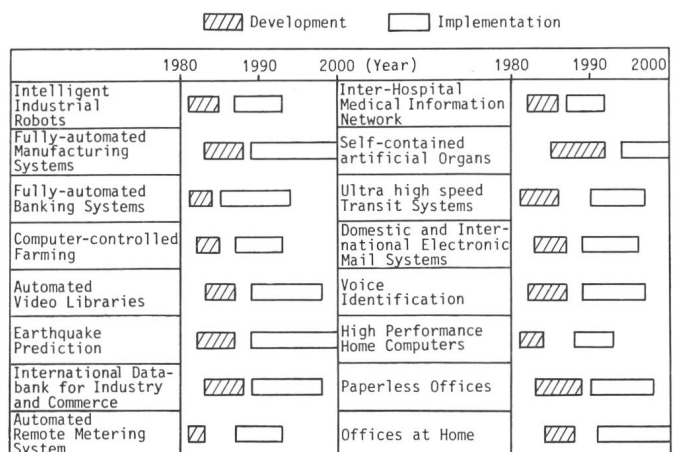 Development
Implementation
1980 1990 2000 (Year) 1980 1990 2000
Intelligent
Industrial
Robots
Inter-Hospital
Medical Information
Network
Fully-automated
Manufacturing
Systems
Self-contained
artificial Organs
Fully-automated
Banking Systems
Ultra high speed
Transit Systems
Computer-controlled
Farming
Domestic and Inter-
national Electronic
Mail Systems
Automated
Video Libraries
Voice
Identification
Earthquake
Prediction
High Performance
Home Computers
International Data-
bank for Industry
and Commerce
Paperless Offices
Automated
Remote Metering
System
Offices at Home